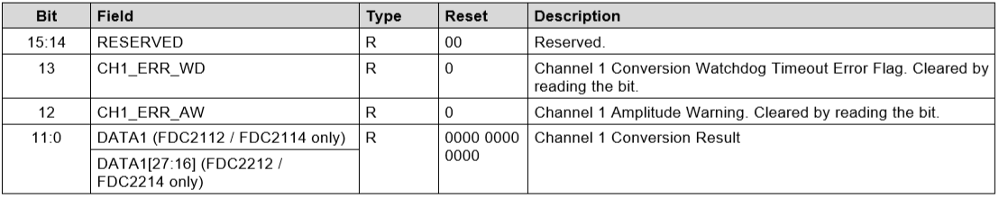 Bit Field Type Reset Description
15:14 RESERVED R 00 Reserved.
13 CH1_ERR_WD R 0 Channel 1 Conversion Watchdog Timeout Error Flag. Cleared by
reading the bit.
12 CH1_ERR_AW R 0 Channel 1 Amplitude Warning. Cleared by reading the bit.
11:0 DATA1 (FDC2112 / FDC2114 only) R 0000 0000 Channel 1 Conversion Result
0000
DATA1[27:16] (FDC2212 /
FDC2214 only)